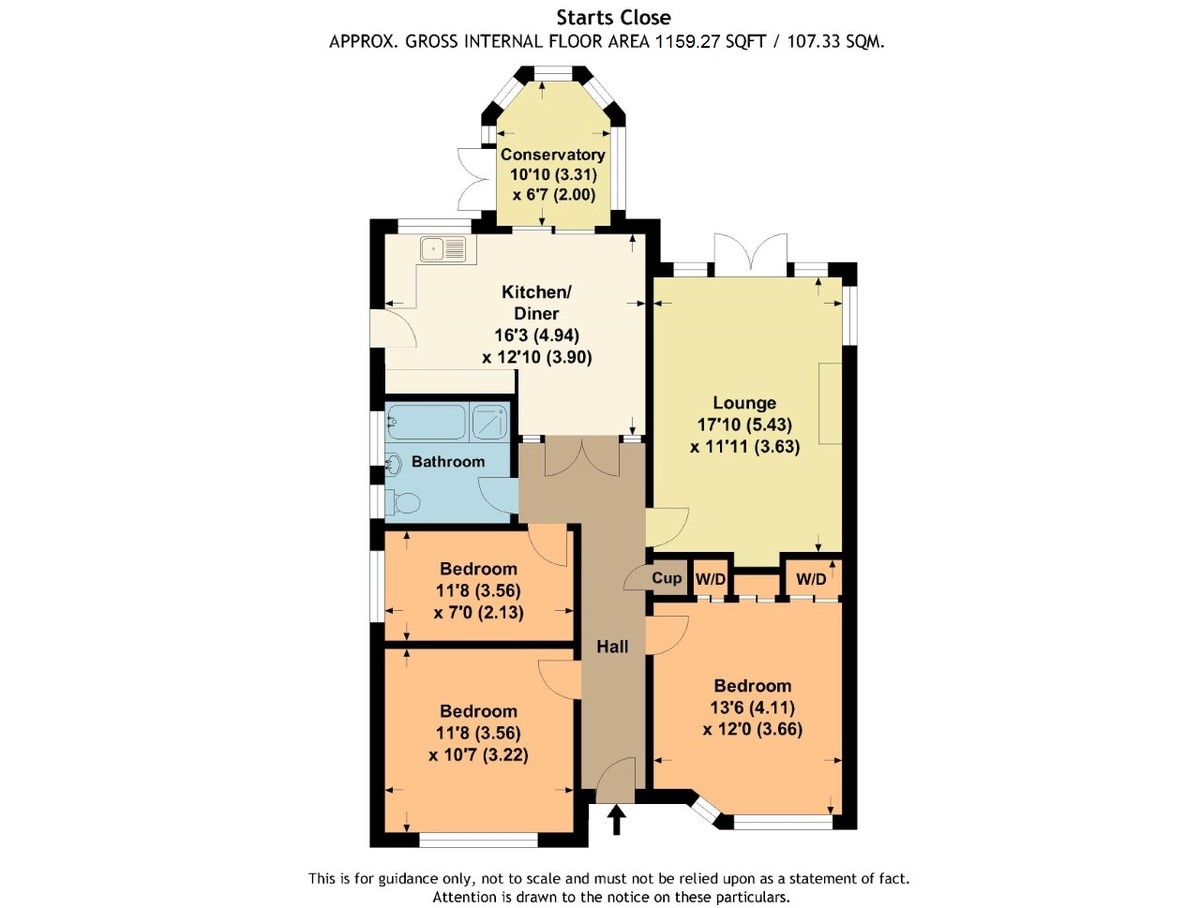 Starts Close
APPROX. GROSS INTERNAL FLOOR AREA 1159.27 SQFT / 107.33 SQM.
Conservatory
10'10 (3.31)
x 6'7 (2.00)
Kitchen/
Diner
16'3 (4.94)
x 12'10 (3.90)
Lounge
17'10 (5.43)
x 11'11 (3.63)
Bathroom
Bedroom
11'8 (3.56)
x 7'0 (2.13)
Cup
W/D
W/D
Hall
Bedroom
13'6 (4.11)
x 12'0 (3.66)
Bedroom
11'8 (3.56)
x 10'7 (3.22)
This is for guidance only, not to scale and must not be relied upon as a statement of fact.
Attention is drawn to the notice on these particulars.